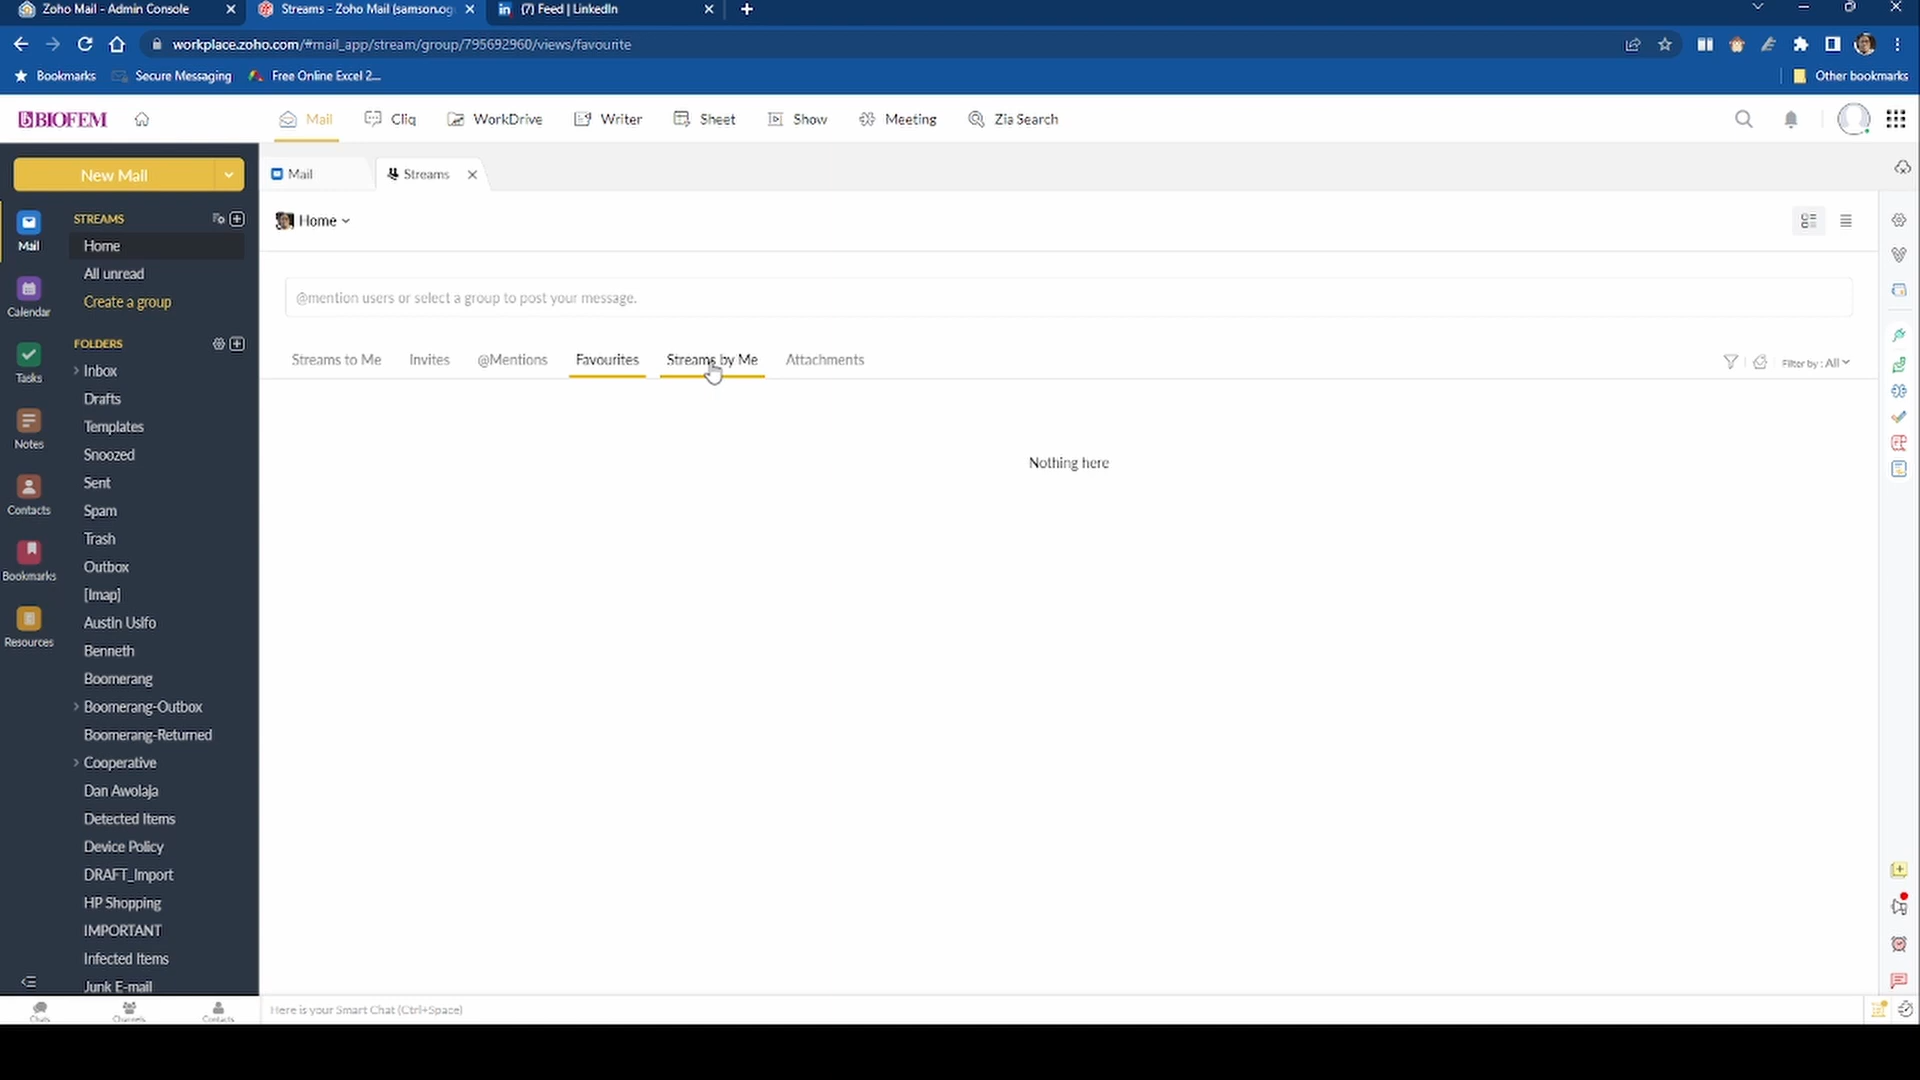 Zoho Mail - Admin Console
Streams - Zoho Mail (samson.og
(7) Feed | LinkedIn
workplace.zoho.com/#mail_app/stream/group/795692960/views/favourite
Bookmarks
Secure Messaging
Free Online Excel 2...
Other bookmarks
BIOFEM
Mail
Cliq
WorkDrive
Writer
Sheet
Show
Meeting
Zia Search
New Mail
Mail
Streams
Mail
Calendar
Tasks
Notes
Contacts
Bookmarks
Resources
STREAMS
Home
All unread
Create a group
FOLDERS
Inbox
Drafts
Templates
Snoozed
Sent
Spam
Trash
Outbox
[Imap]
Austin Usifo
Benneth
Boomerang
Boomerang-Outbox
Boomerang-Returned
Cooperative
Dan Awolaja
Detected Items
Device Policy
DRAFT_Import
HP Shopping
IMPORTANT
Infected Items
Junk E-mail
Home
@mention users or select a group to post your message.
Streams to Me
Invites
@Mentions
Favourites
Streams by Me
Attachments
Filter by : All
Nothing here
Chats
Channels
Contacts
Here is your Smart Chat (Ctrl+Space)